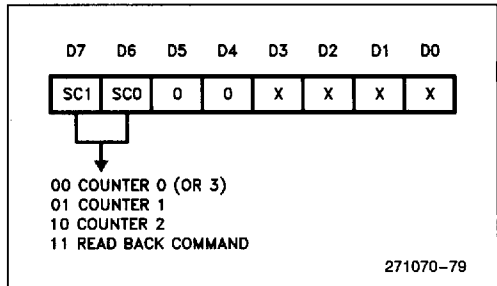 D7 D6 D5 D4 D3 D2 D1 D0
SC1 SC0 0 0 X X X X
00 COUNTER 0 (OR 3)
01 COUNTER 1
10 COUNTER 2
11 READ BACK COMMAND
271070-79